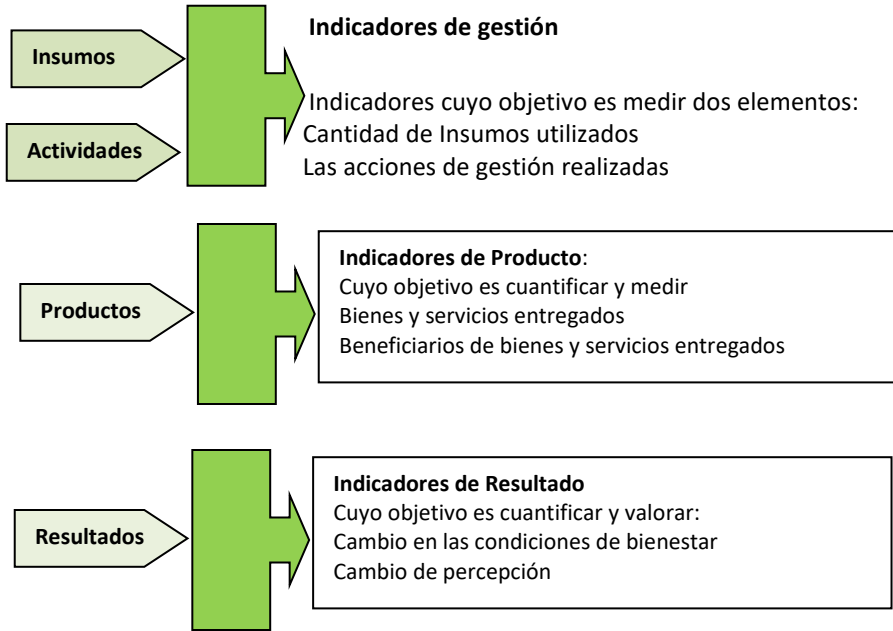 Insumos
Actividades
Indicadores de gestión
Indicadores cuyo objetivo es medir dos elementos:
Cantidad de Insumos utilizados
Las acciones de gestión realizadas
Productos
Indicadores de Producto:
Cuyo objetivo es cuantificar y medir
Bienes y servicios entregados
Beneficiarios de bienes y servicios entregados
Resultados
Indicadores de Resultado
Cuyo objetivo es cuantificar y valorar:
Cambio en las condiciones de bienestar
Cambio de percepción